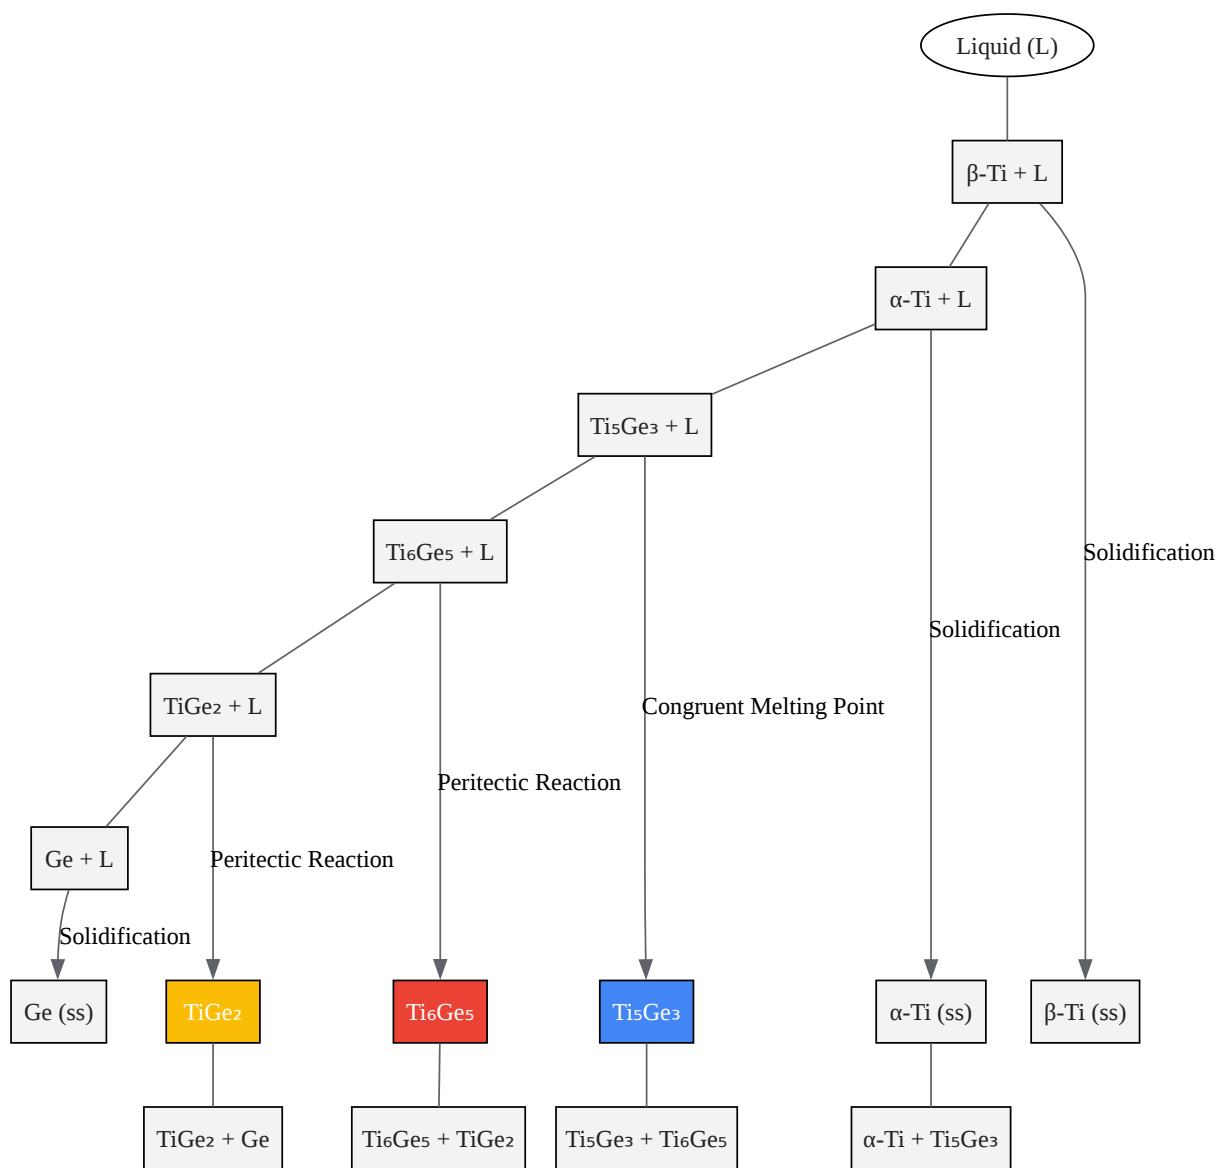 Liquid (L)
β-Ti + L
α-Ti + L
Ti₅Ge₃ + L
Ti₆Ge₅ + L
Solidification
Solidification
TiGe₂ + L
Congruent Melting Point
Peritectic Reaction
Ge + L
Peritectic Reaction
Solidification
Ge (ss)
TiGe₂
Ti₆Ge₅
Ti₅Ge₃
α-Ti (ss)
β-Ti (ss)
TiGe₂ + Ge
Ti₆Ge₅ + TiGe₂
Ti₅Ge₃ + Ti₆Ge₅
α-Ti + Ti₅Ge₃